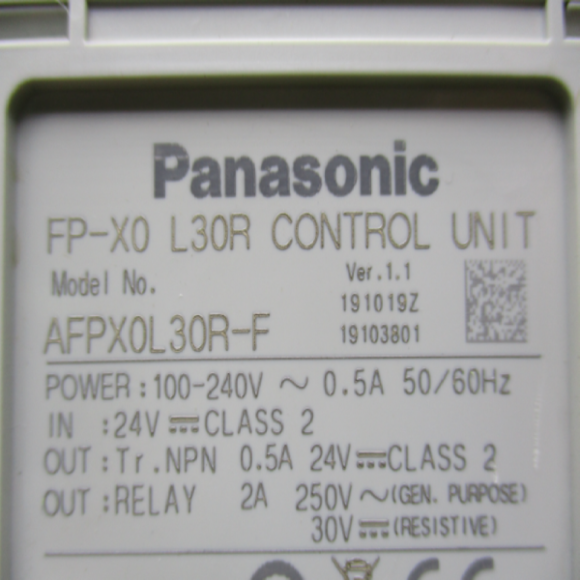 Panasonic
FP-X0 L30R CONTROL UNIT
Model No.
Ver.1.1
191019Z
AFPX0L30R-F
19103801
POWER:100-240V ～ 0.5A 50/60Hz
IN :24V ⎓ CLASS 2
OUT:Tr.NPN 0.5A 24V ⎓ CLASS 2
OUT:RELAY 2A 250V ～(GEN. PURPOSE)
30V ⎓ (RESISTIVE)